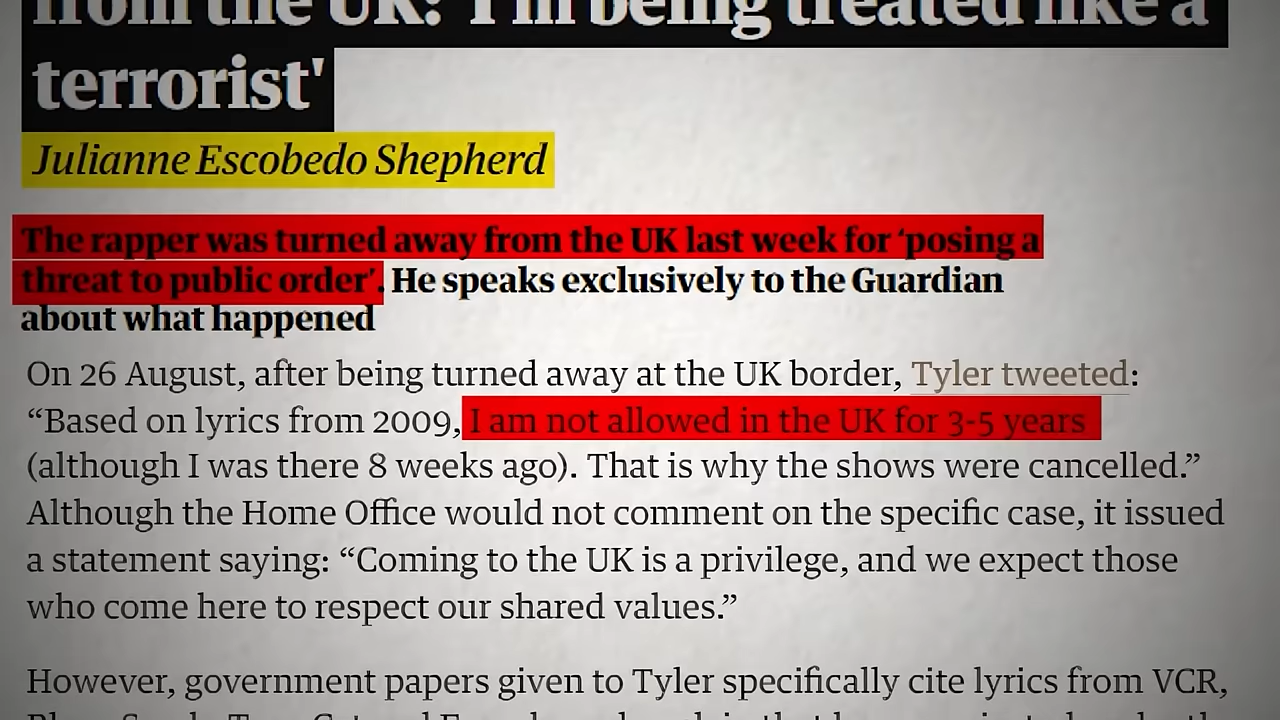 from the UK: 'I'm being treated like a
terrorist'
Julianne Escobedo Shepherd
The rapper was turned away from the UK last week for ‘posing a
threat to public order’. He speaks exclusively to the Guardian
about what happened
On 26 August, after being turned away at the UK border, Tyler tweeted:
“Based on lyrics from 2009, I am not allowed in the UK for 3-5 years
(although I was there 8 weeks ago). That is why the shows were cancelled.”
Although the Home Office would not comment on the specific case, it issued
a statement saying: “Coming to the UK is a privilege, and we expect those
who come here to respect our shared values.”
However, government papers given to Tyler specifically cite lyrics from VCR,